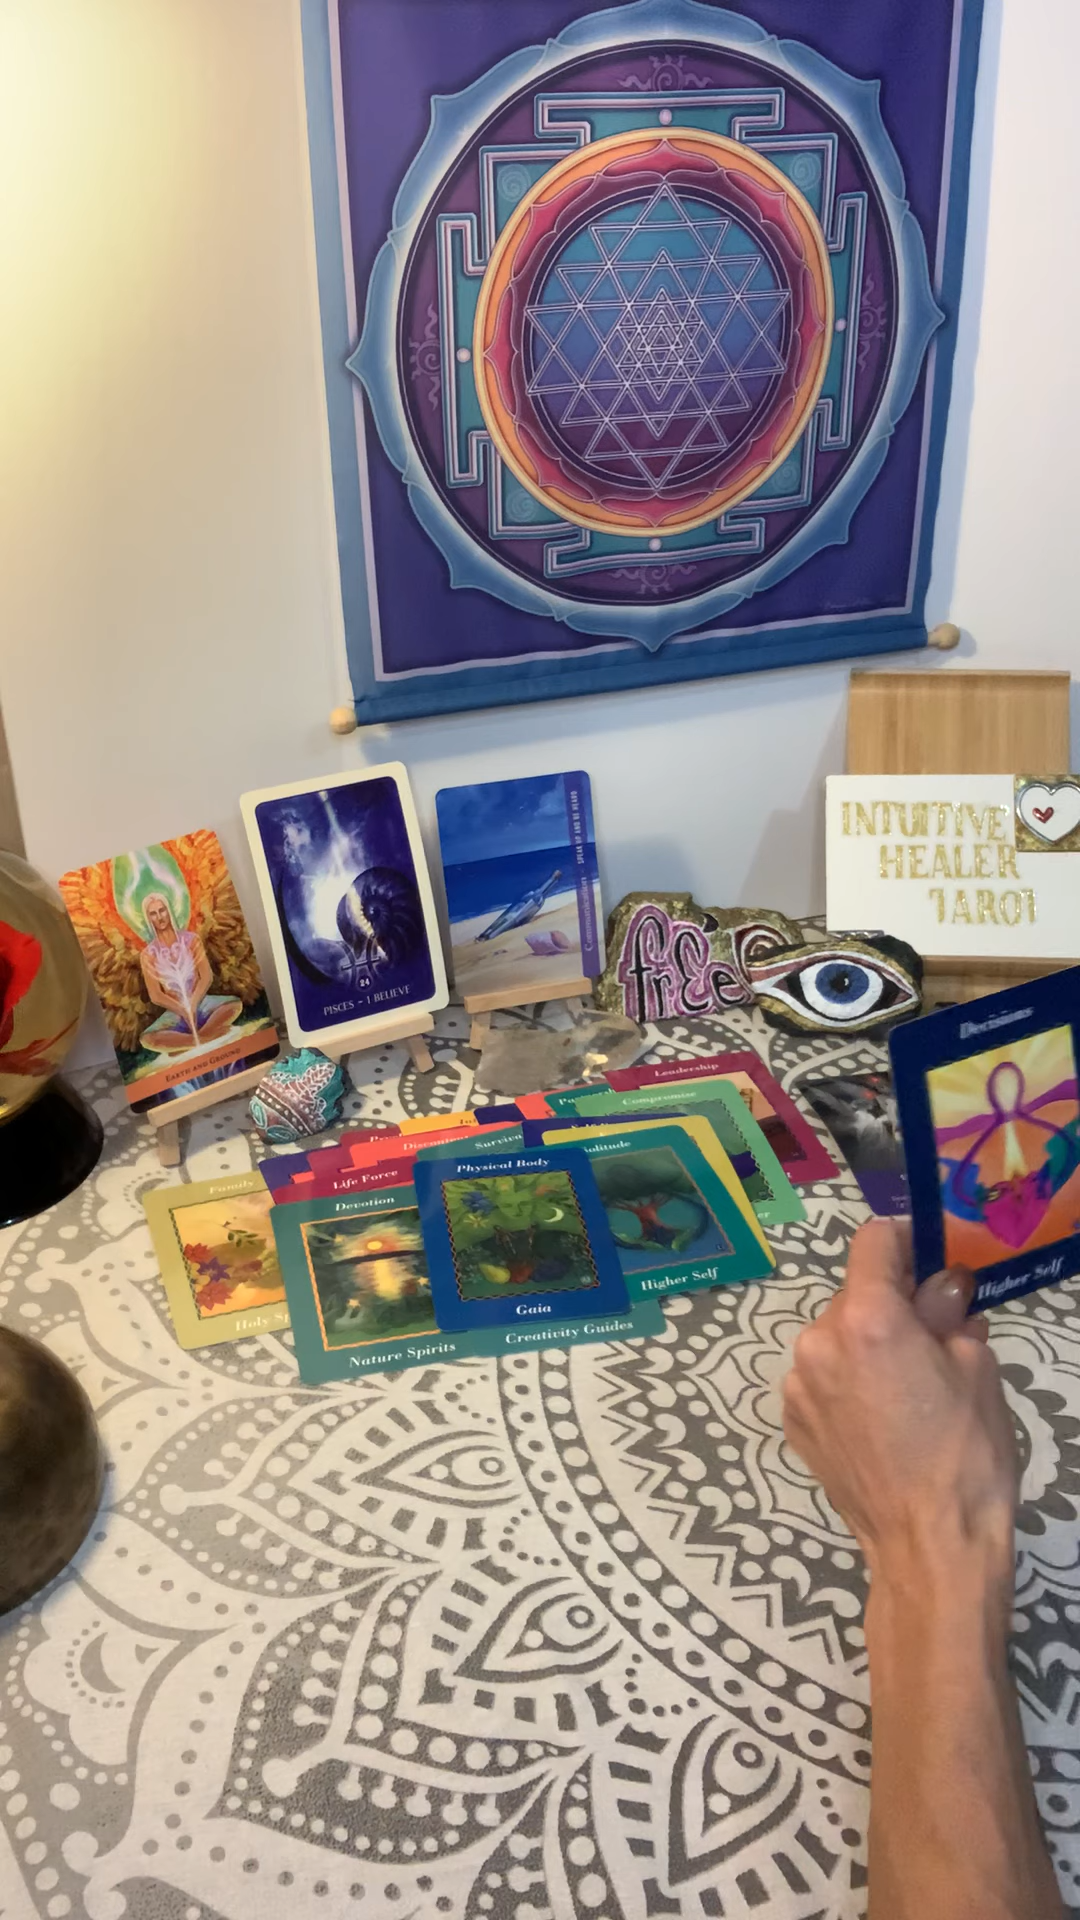 INTUITIVE
HEALER
TAROT
Communication - SPEAK UP AND BE HEARD
24
PISCES - I BELIEVE
EARTH AND GROUND
frEe
Decisions
Higher Self
Leadership
Compromise
Survival
Solitude
Higher Self
Physical Body
Gaia
Life Force
Devotion
Nature Spirits
Creativity Guides
Family